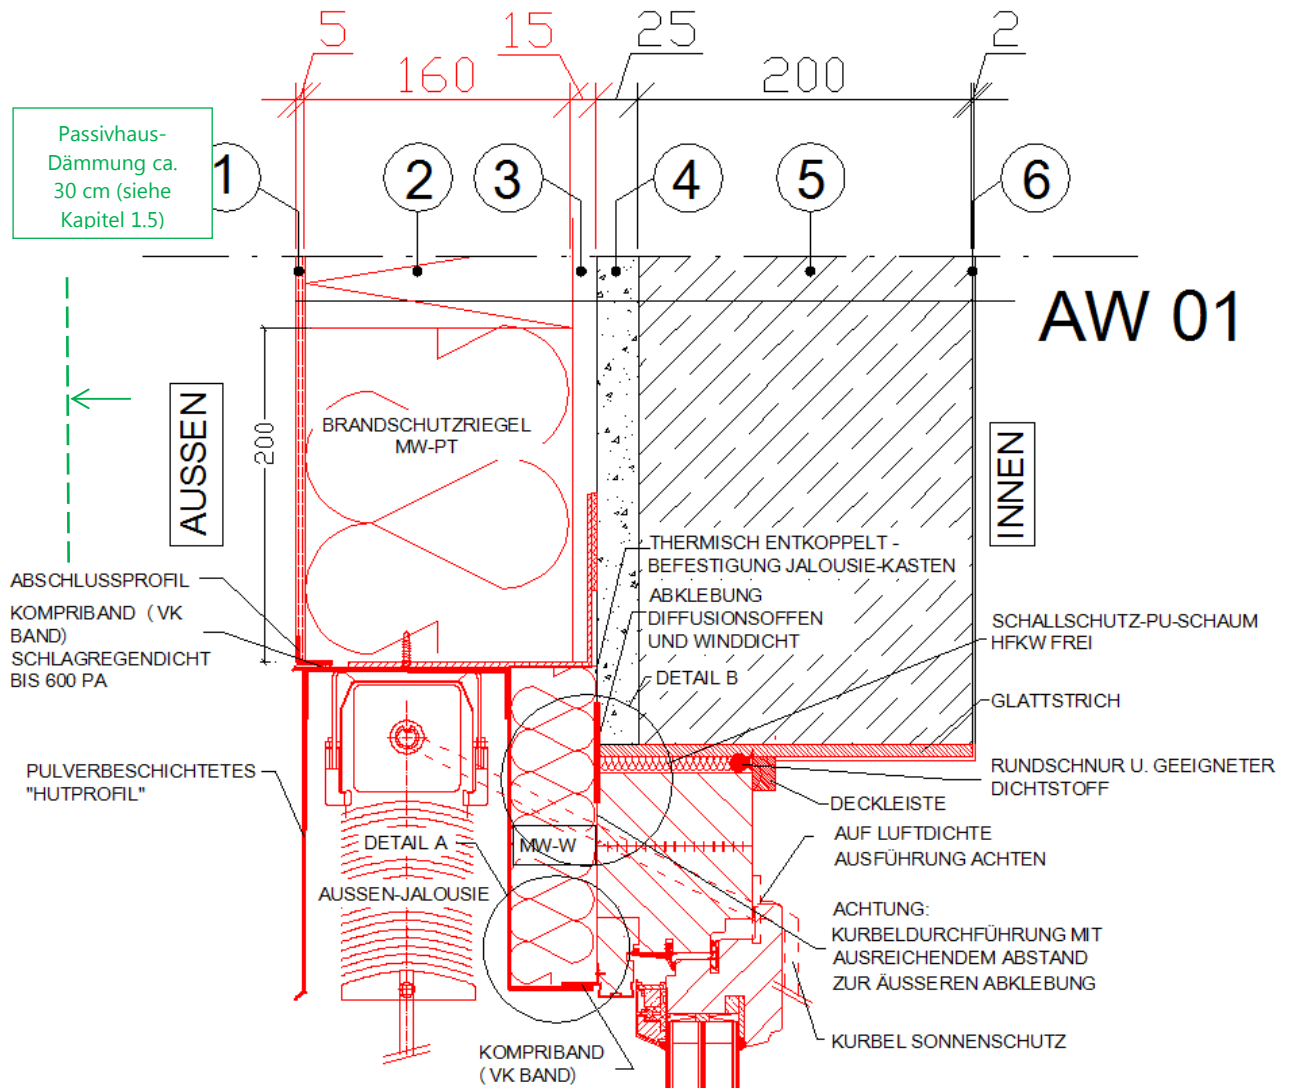 5
15
25
2
160
200
Passivhaus-
Dämmung ca.
30 cm (siehe
Kapitel 1.5)
1
2
3
4
5
6
AW 01
AUSSEN
200
BRANDSCHUTZRIEGEL
MW-PT
INNEN
THERMISCH ENTKOPPELT -
BEFESTIGUNG JALOUSIE-KASTEN
ABKLEBUNG
DIFFUSIONSOFFEN
UND WINDDICHT
DETAIL B
ABSCHLUSSPROFIL
KOMPRIBAND (VK
BAND)
SCHLAGREGENDICHT
BIS 600 PA
SCHALLSCHUTZ-PU-SCHAUM
HFKW FREI
GLATTSTRICH
PULVERBESCHICHTETES
"HUTPROFIL"
RUNDSCHNUR U. GEEIGNETER
DICHTSTOFF
DECKLEISTE
DETAIL A
MW-W
AUF LUFTDICHTE
AUSFÜHRUNG ACHTEN
AUSSEN-JALOUSIE
ACHTUNG:
KURBELDURCHFÜHRUNG MIT
AUSREICHENDEM ABSTAND
ZUR ÄUSSEREN ABKLEBUNG
KURBEL SONNENSCHUTZ
KOMPRIBAND
(VK BAND)